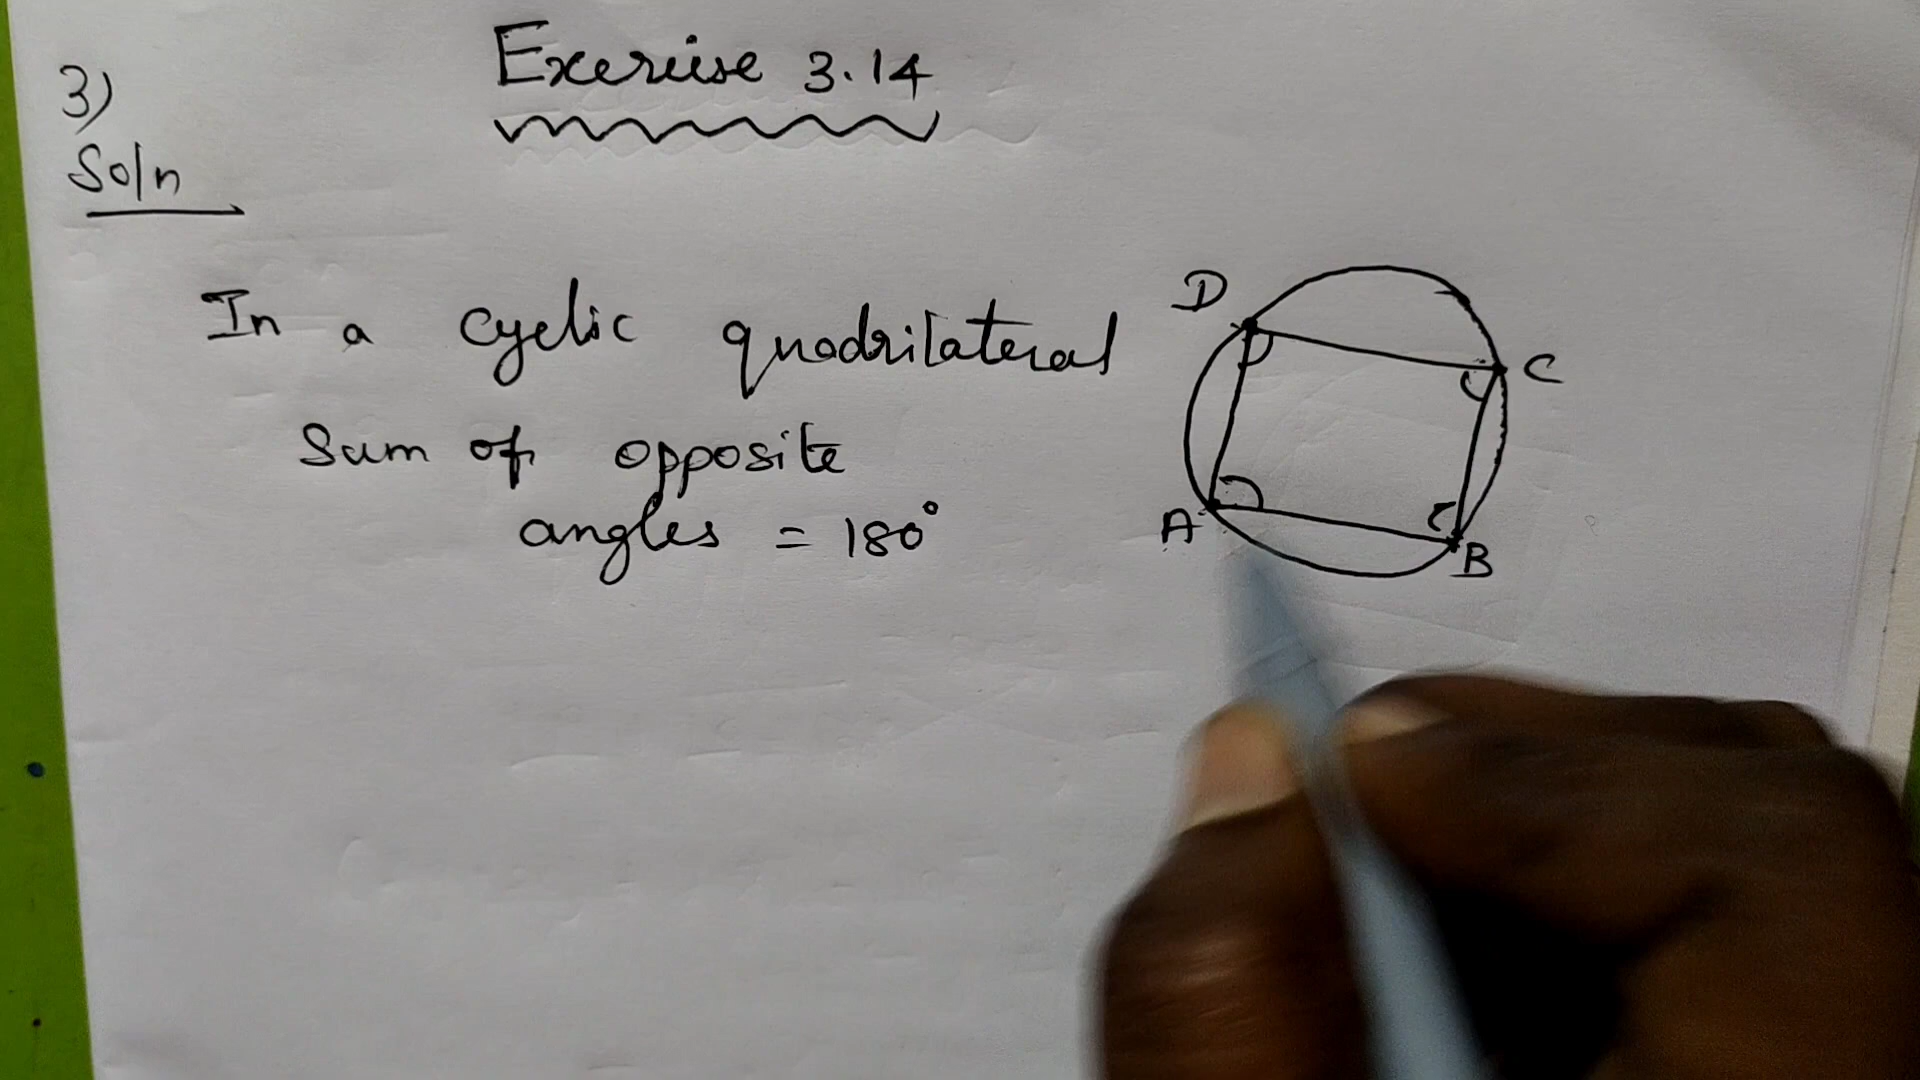 Exercise 3.14
3)
Soln
In a cyclic quadrilateral
Sum of opposite
angles = 180°
D
C
A
B